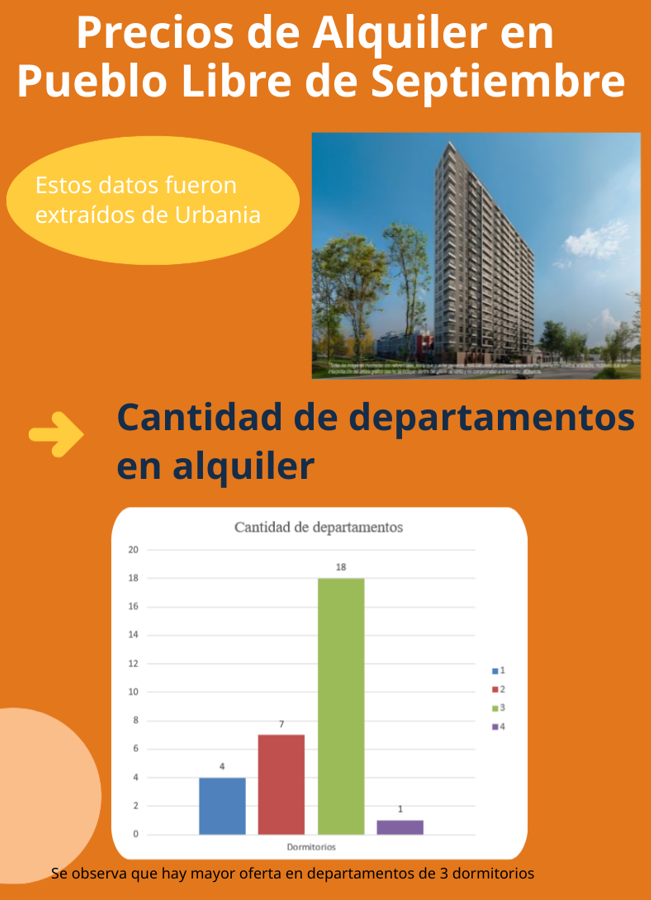 Precios de Alquiler en
Pueblo Libre de Septiembre
Estos datos fueron
extraídos de Urbania
Cantidad de departamentos
en alquiler
Cantidad de departamentos
20
18
16
14
12
10
8
6
4
2
0
4
7
18
1
Dormitorios
1
2
3
4
Se observa que hay mayor oferta en departamentos de 3 dormitorios